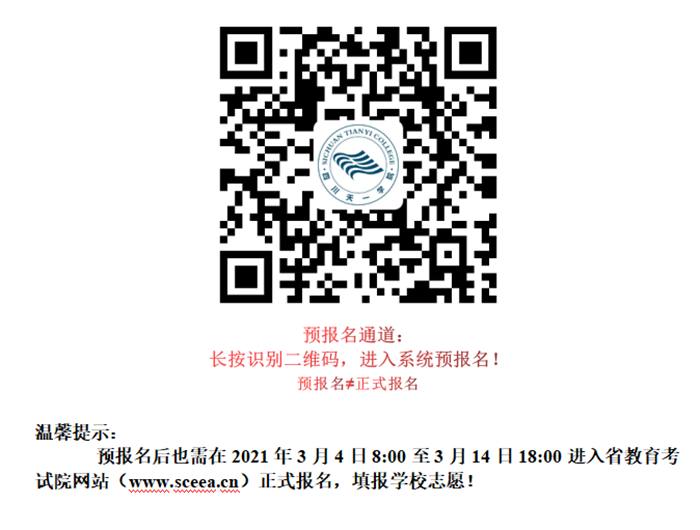 SICHUAN TIANYI COLLEGE
四川天一学院
预报名通道：
长按识别二维码，进入系统预报名！
预报名≠正式报名
温馨提示：
预报名后也需在 2021 年 3 月 4 日 8:00 至 3 月 14 日 18:00 进入省教育考
试院网站（www.sceea.cn）正式报名，填报学校志愿！